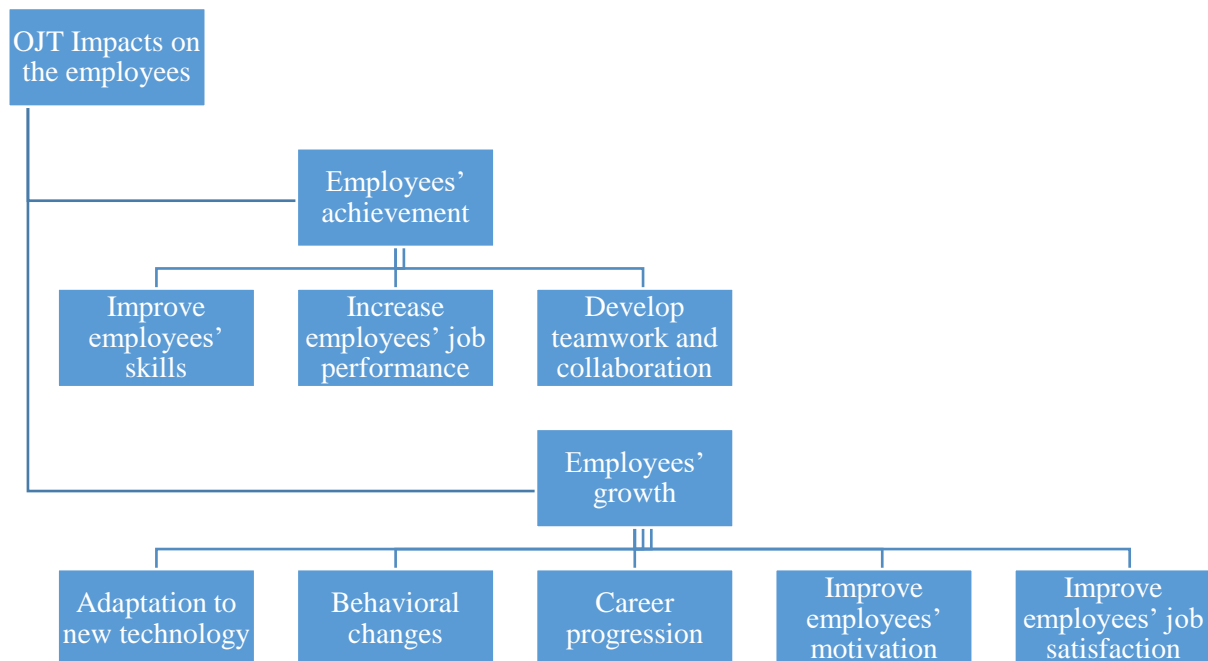 OJT Impacts on
the employees
Employees’
achievement
Improve
employees’
skills
Increase
employees’ job
performance
Develop
teamwork and
collaboration
Employees’
growth
Adaptation to
new technology
Behavioral
changes
Career
progression
Improve
employees’
motivation
Improve
employees’ job
satisfaction